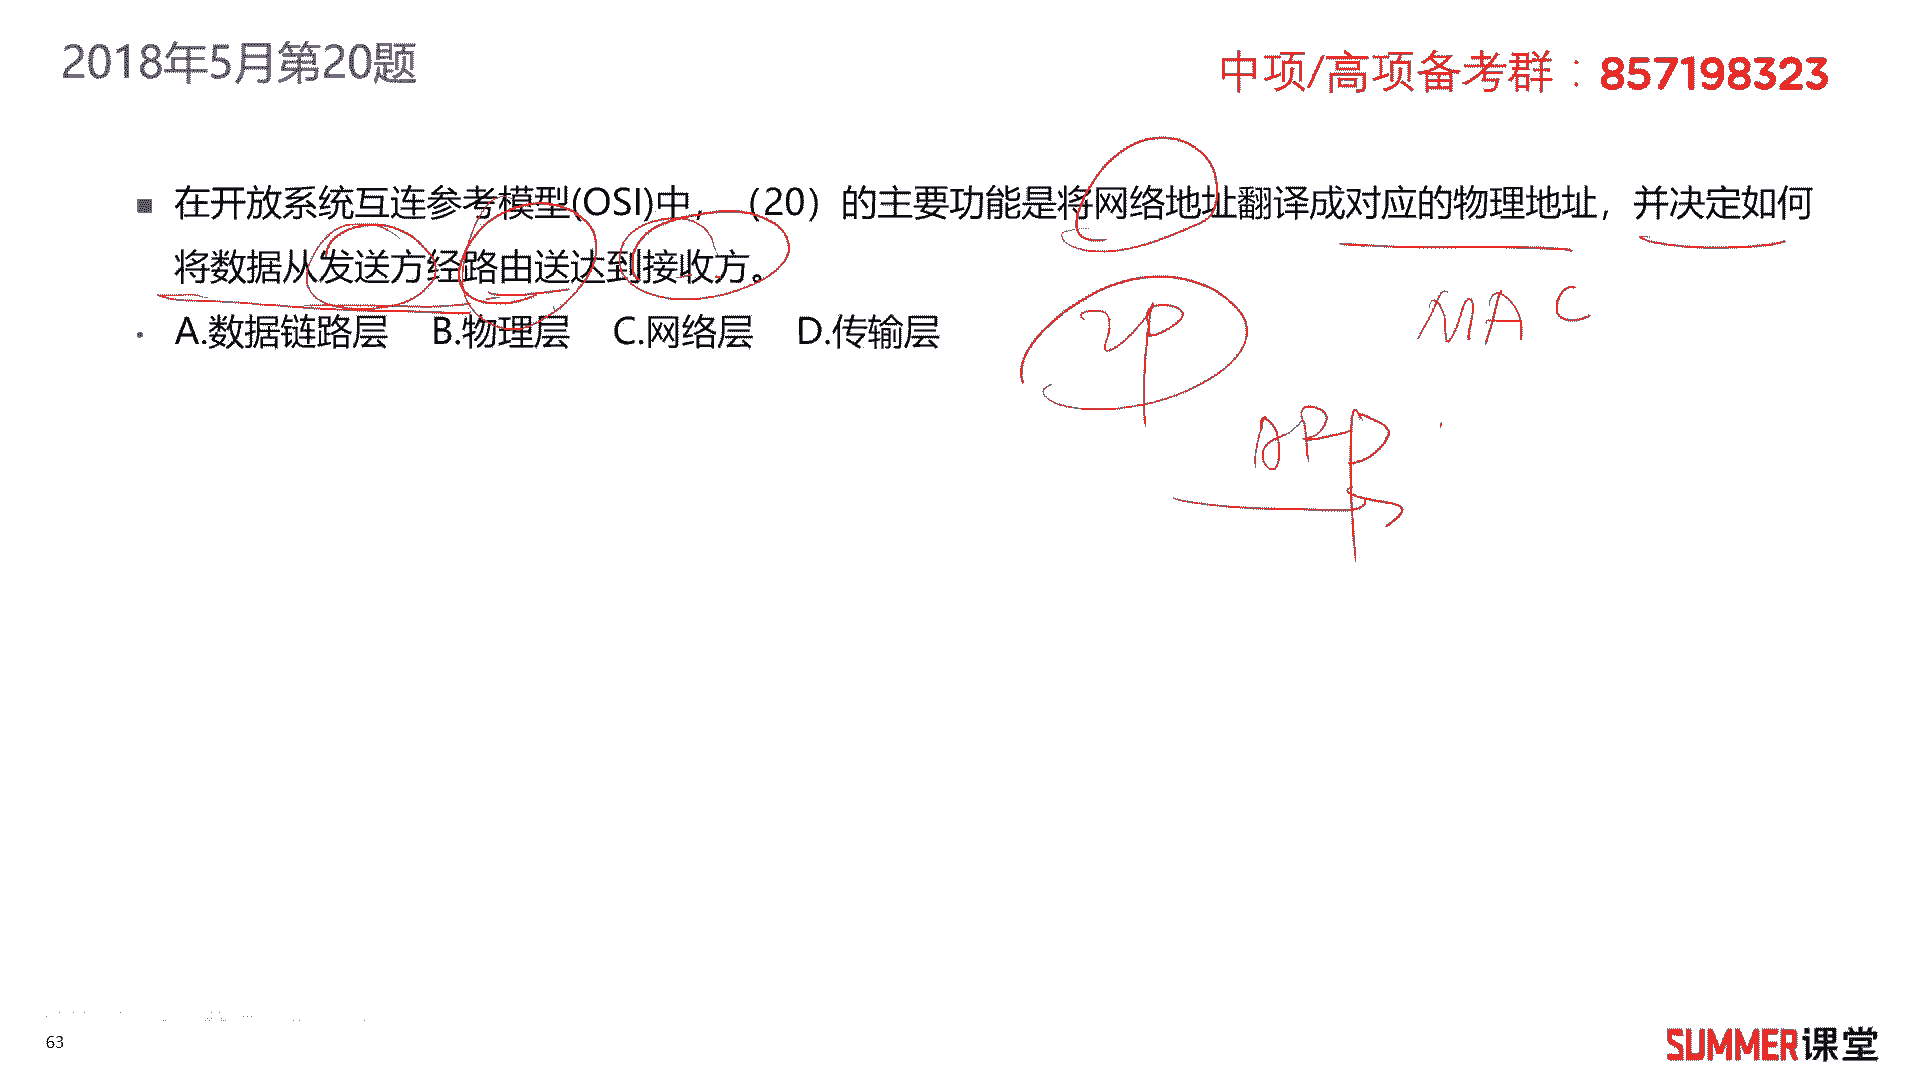 2018年5月第20题
中项/高项备考群：857198323
■ 在开放系统互连参考模型(OSI)中，（20）的主要功能是将网络地址翻译成对应的物理地址，并决定如何
将数据从发送方经路由送达到接收方。
· A.数据链路层 B.物理层 C.网络层 D.传输层
IP
MAC
ARP
63
SUMMER课堂